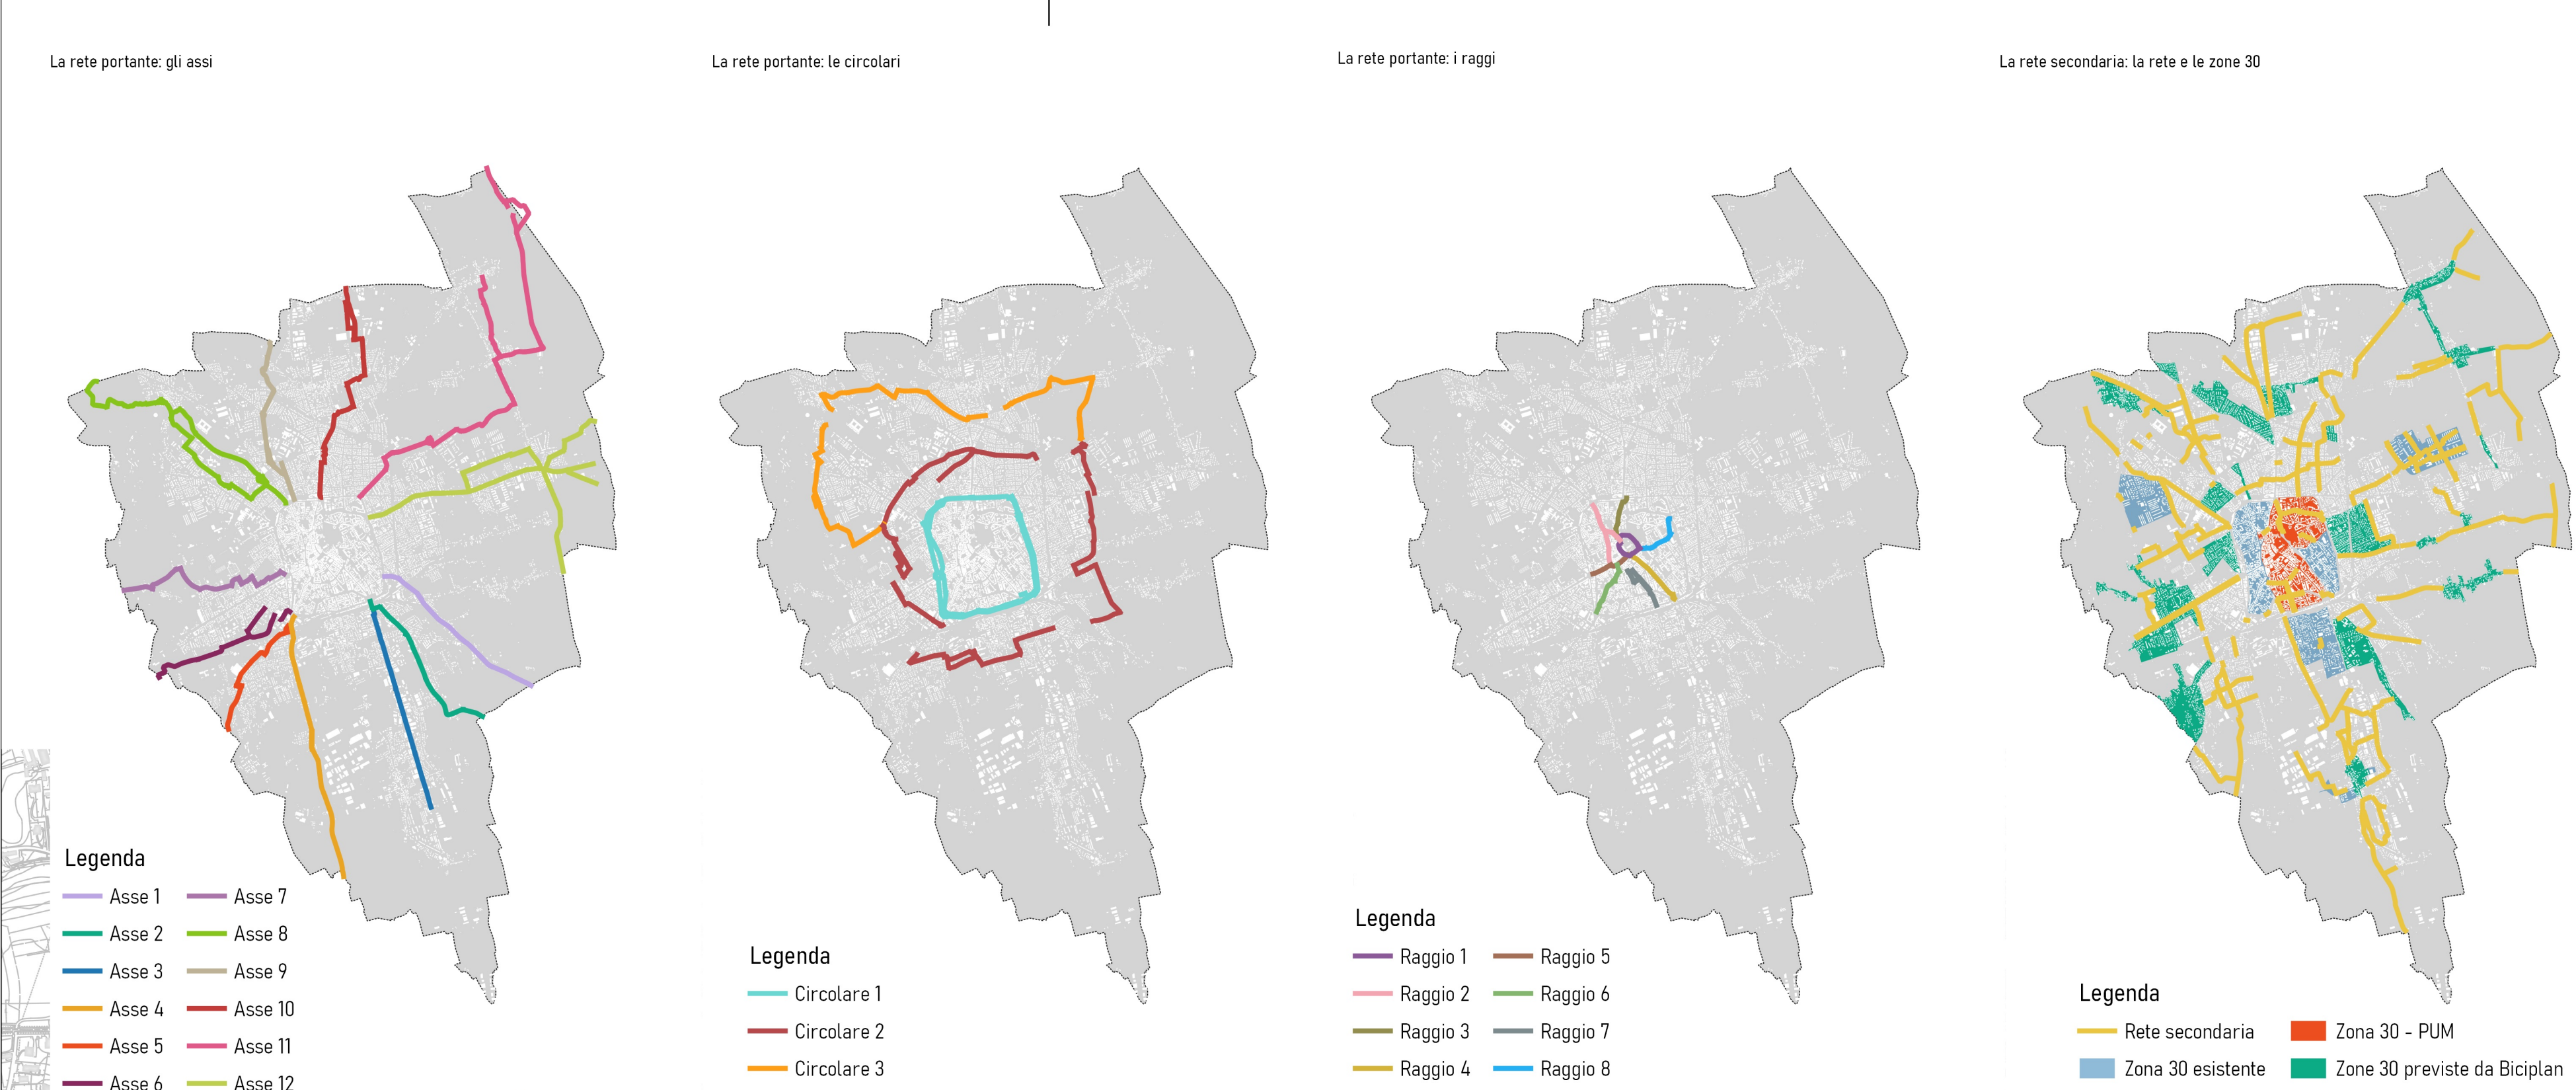 La rete portante: gli assi
La rete portante: le circolari
La rete portante: i raggi
La rete secondaria: la rete e le zone 30
Legenda
Asse 1
Asse 7
Asse 2
Asse 8
Asse 3
Asse 9
Asse 4
Asse 10
Asse 5
Asse 11
Asse 6
Asse 12
Legenda
Circolare 1
Circolare 2
Circolare 3
Legenda
Raggio 1
Raggio 5
Raggio 2
Raggio 6
Raggio 3
Raggio 7
Raggio 4
Raggio 8
Legenda
Rete secondaria
Zona 30 - PUM
Zona 30 esistente
Zone 30 previste da Biciplan